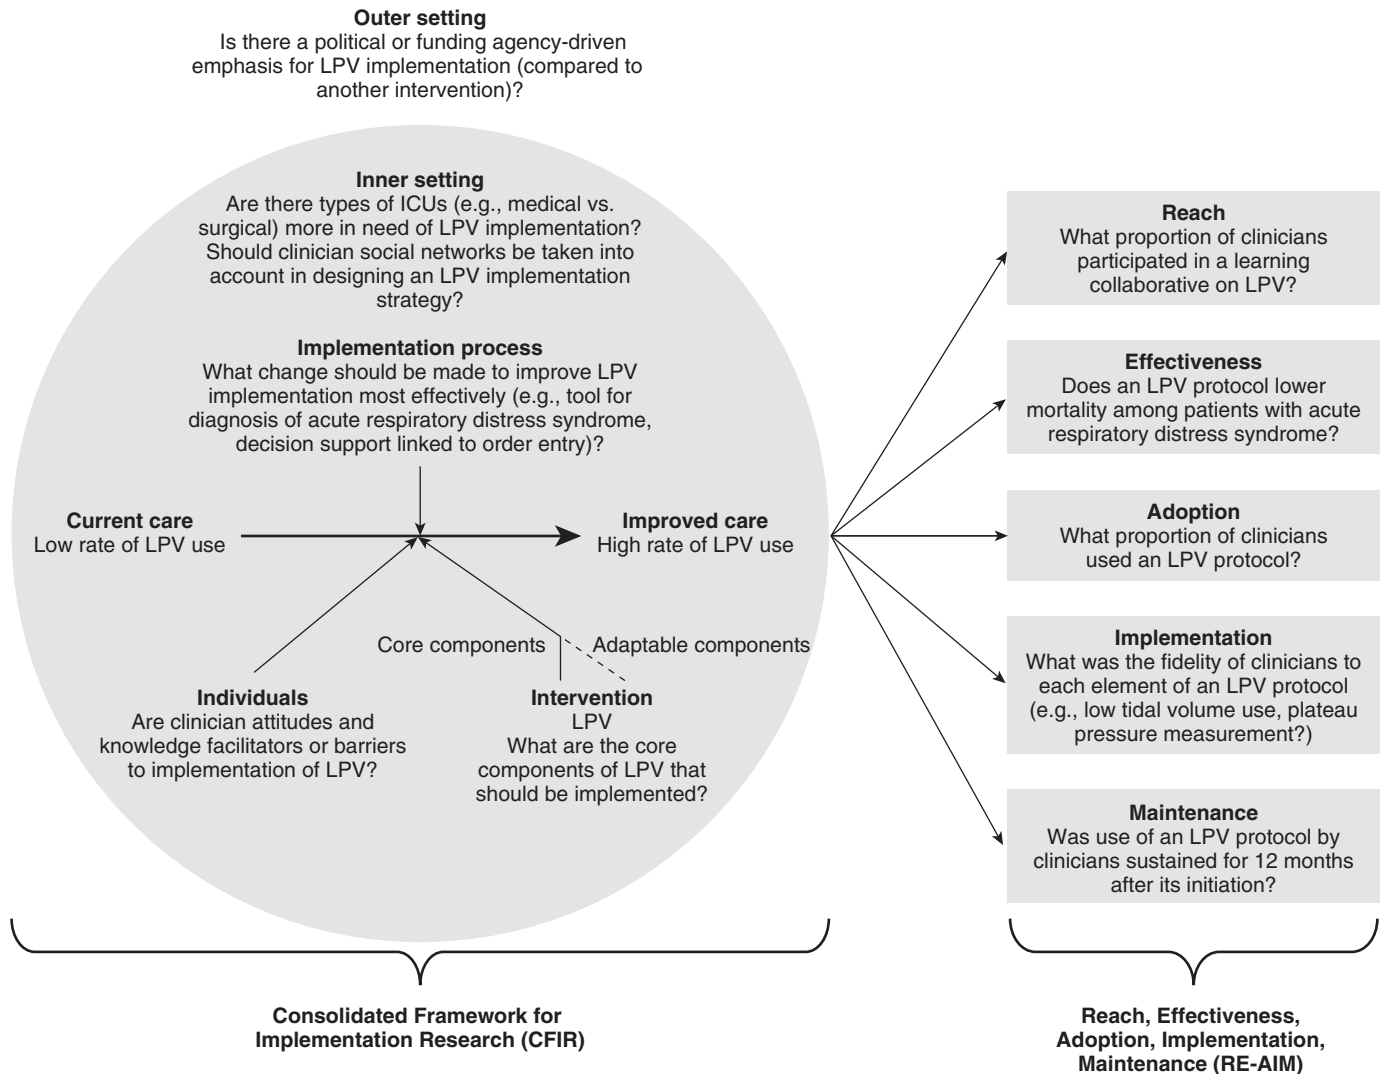 Outer setting
Is there a political or funding agency-driven
emphasis for LPV implementation (compared to
another intervention)?
Inner setting
Are there types of ICUs (e.g., medical vs.
surgical) more in need of LPV implementation?
Should clinician social networks be taken into
account in designing an LPV implementation
strategy?
Implementation process
What change should be made to improve LPV
implementation most effectively (e.g., tool for
diagnosis of acute respiratory distress syndrome,
decision support linked to order entry)?
Current care
Low rate of LPV use
Improved care
High rate of LPV use
Core components
Adaptable components
Individuals
Are clinician attitudes and
knowledge facilitators or barriers
to implementation of LPV?
Intervention
LPV
What are the core
components of LPV that
should be implemented?
Consolidated Framework for
Implementation Research (CFIR)
Reach
What proportion of clinicians
participated in a learning
collaborative on LPV?
Effectiveness
Does an LPV protocol lower
mortality among patients with acute
respiratory distress syndrome?
Adoption
What proportion of clinicians
used an LPV protocol?
Implementation
What was the fidelity of clinicians to
each element of an LPV protocol
(e.g., low tidal volume use, plateau
pressure measurement?)
Maintenance
Was use of an LPV protocol by
clinicians sustained for 12 months
after its initiation?
Reach, Effectiveness,
Adoption, Implementation,
Maintenance (RE-AIM)